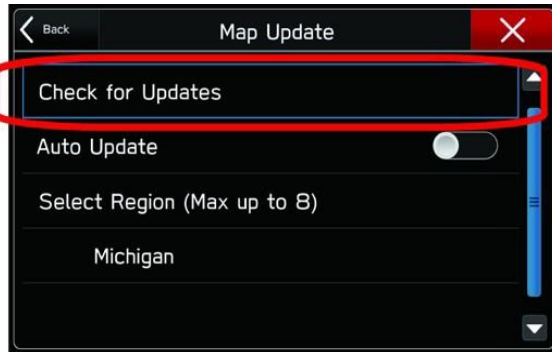 Back
Map Update
Check for Updates
Auto Update
Select Region (Max up to 8)
Michigan